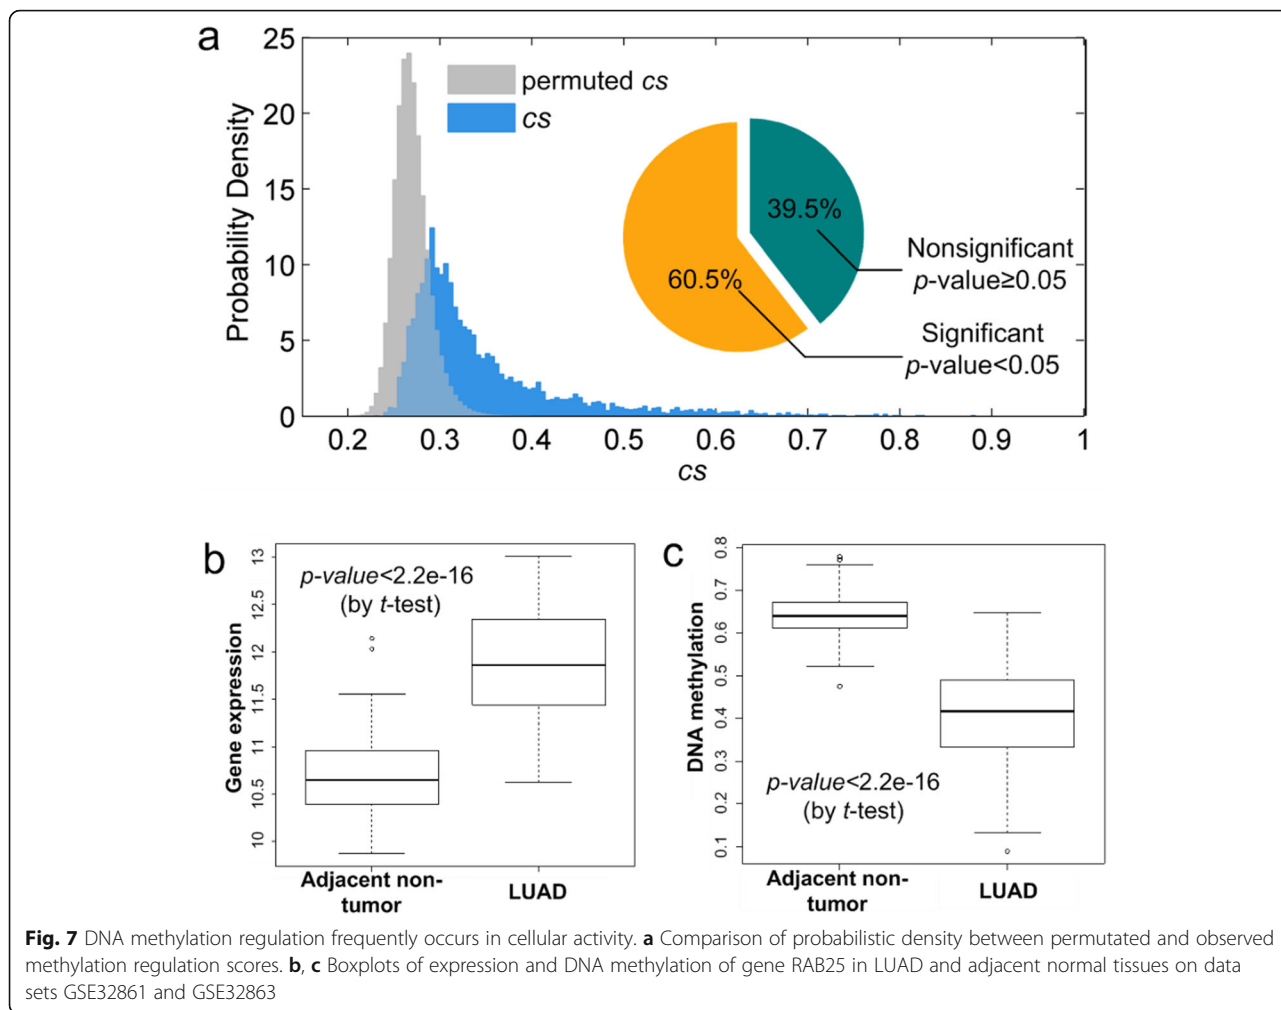 a
25
20
15
10
5
0
Probability Density
permuted cs
cs
39.5%
60.5%
Nonsignificant
p-value≥0.05
Significant
p-value<0.05
0.2 0.3 0.4 0.5 0.6 0.7 0.8 0.9 1
cs
b
p-value<2.2e-16
(by t-test)
Gene expression
13
12.5
12
11.5
11
10.5
10
Adjacent non-
tumor
LUAD
c
DNA methylation
0.8
0.7
0.6
0.5
0.4
0.3
0.2
0.1
p-value<2.2e-16
(by t-test)
Adjacent non-
tumor
LUAD
Fig. 7 DNA methylation regulation frequently occurs in cellular activity. a Comparison of probabilistic density between permutated and observed
methylation regulation scores. b, c Boxplots of expression and DNA methylation of gene RAB25 in LUAD and adjacent normal tissues on data
sets GSE32861 and GSE32863